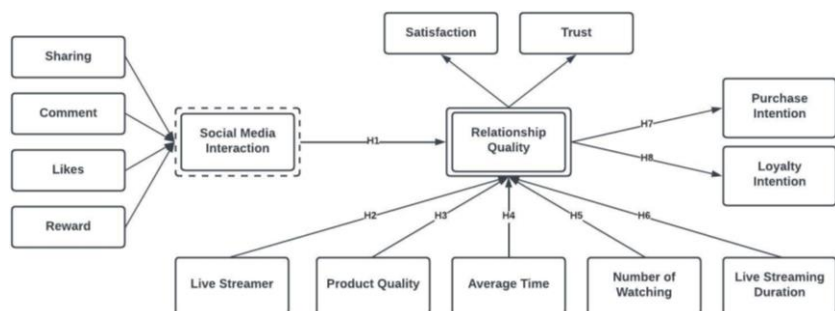 Sharing
Comment
Likes
Reward
Social Media
Interaction
H1
Satisfaction
Trust
Relationship
Quality
H7
H8
Purchase
Intention
Loyalty
Intention
H2
H3
H4
H5
H6
Live Streamer
Product Quality
Average Time
Number of
Watching
Live Streaming
Duration